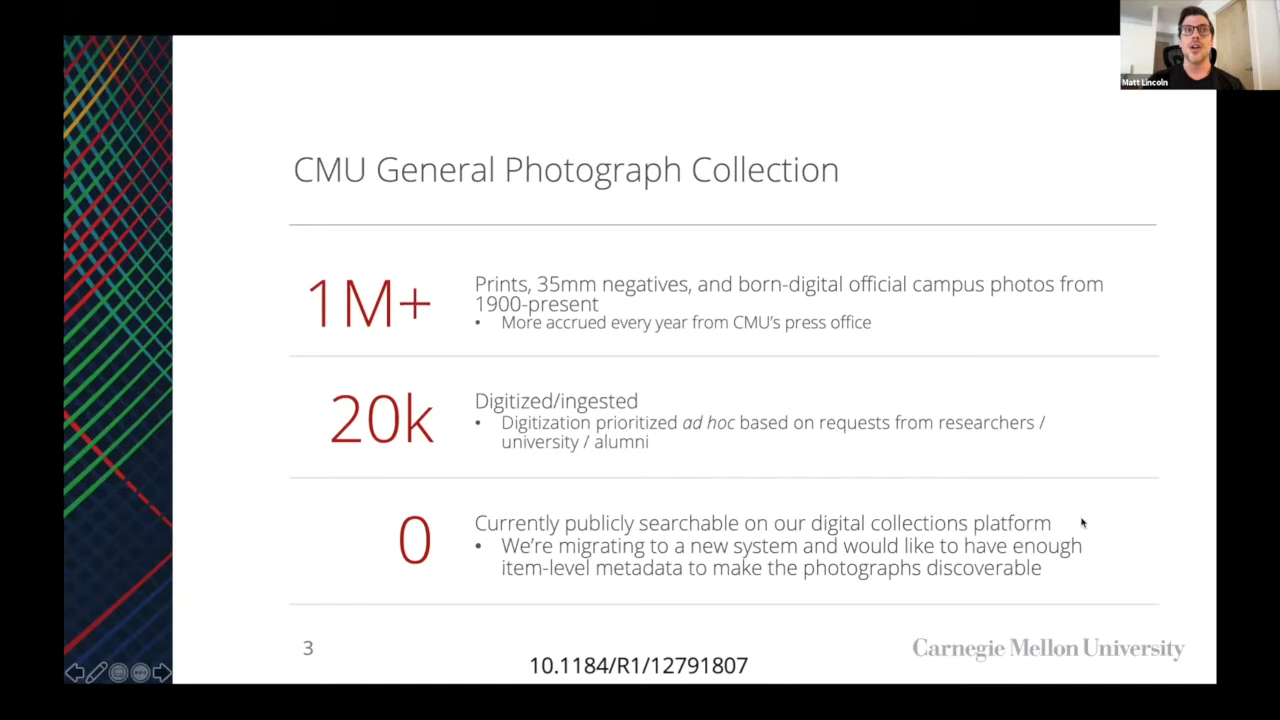 Matt Lincoln
CMU General Photograph Collection
1M+
Prints, 35mm negatives, and born-digital official campus photos from
1900-present
• More accrued every year from CMU's press office
20k
Digitized/ingested
• Digitization prioritized ad hoc based on requests from researchers /
university / alumni
0
Currently publicly searchable on our digital collections platform
• We're migrating to a new system and would like to have enough
item-level metadata to make the photographs discoverable
3
Carnegie Mellon University
10.1184/R1/12791807